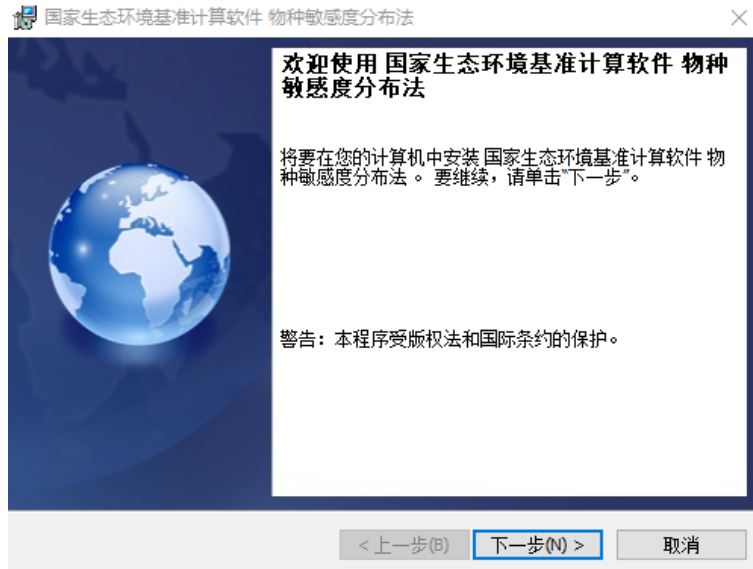 国家生态环境基准计算软件 物种敏感度分布法
欢迎使用 国家生态环境基准计算软件 物种
敏感度分布法
将要在您的计算机中安装 国家生态环境基准计算软件 物
种敏感度分布法 。 要继续，请单击“下一步”。
警告：本程序受版权法和国际条约的保护。
< 上一步(B) 下一步(N) > 取消